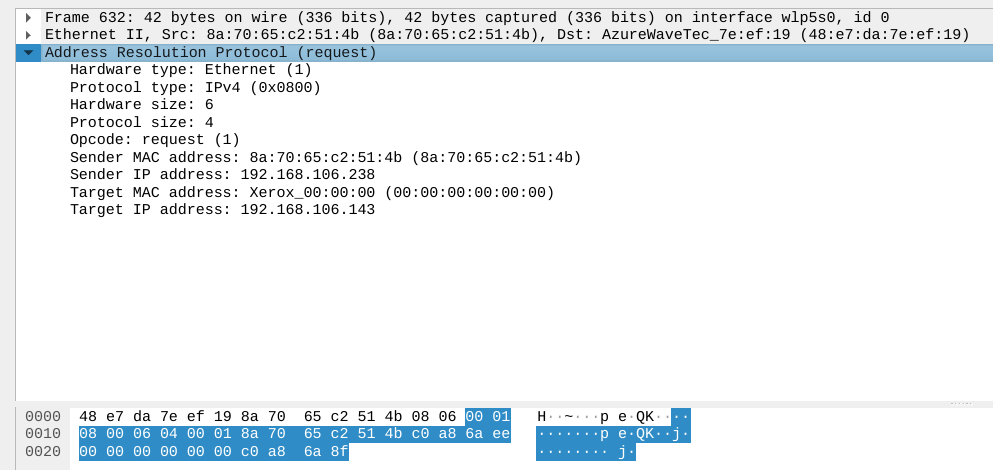 Frame 632: 42 bytes on wire (336 bits), 42 bytes captured (336 bits) on interface wlp5s0, id 0
Ethernet II, Src: 8a:70:65:c2:51:4b (8a:70:65:c2:51:4b), Dst: AzureWaveTec_7e:ef:19 (48:e7:da:7e:ef:19)
Address Resolution Protocol (request)
Hardware type: Ethernet (1)
Protocol type: IPv4 (0x0800)
Hardware size: 6
Protocol size: 4
Opcode: request (1)
Sender MAC address: 8a:70:65:c2:51:4b (8a:70:65:c2:51:4b)
Sender IP address: 192.168.106.238
Target MAC address: Xerox_00:00:00 (00:00:00:00:00:00)
Target IP address: 192.168.106.143
0000 48 e7 da 7e ef 19 8a 70 65 c2 51 4b 08 06 00 01 H··~···p e·QK····
0010 08 00 06 04 00 01 8a 70 65 c2 51 4b c0 a8 6a ee ·······p e·QK··j·
0020 00 00 00 00 00 00 c0 a8 6a 8f ········ j·